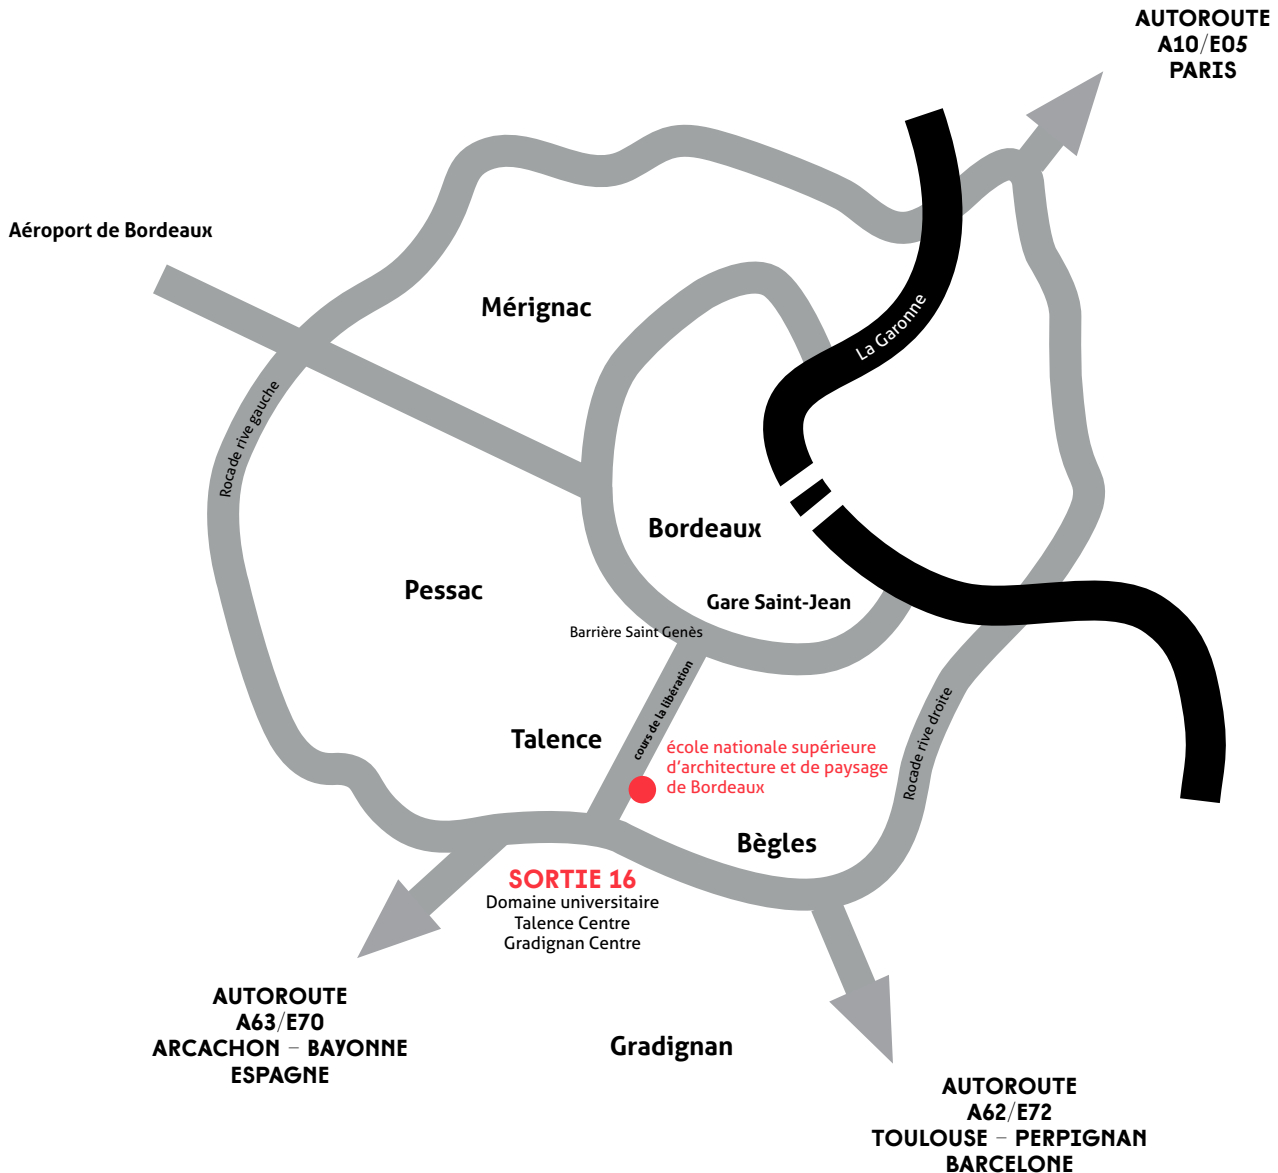 AUTOROUTE
A10/E05
PARIS
Aéroport de Bordeaux
Mérignac
La Garonne
Rocade rive gauche
Bordeaux
Pessac
Gare Saint-Jean
Barrière Saint Genès
cours de la libération
Talence
école nationale supérieure
d'architecture et de paysage
de Bordeaux
Rocade rive droite
Bègles
SORTIE 16
Domaine universitaire
Talence Centre
Gradignan Centre
AUTOROUTE
A63/E70
ARCACHON – BAYONNE
ESPAGNE
Gradignan
AUTOROUTE
A62/E72
TOULOUSE – PERPIGNAN
BARCELONE